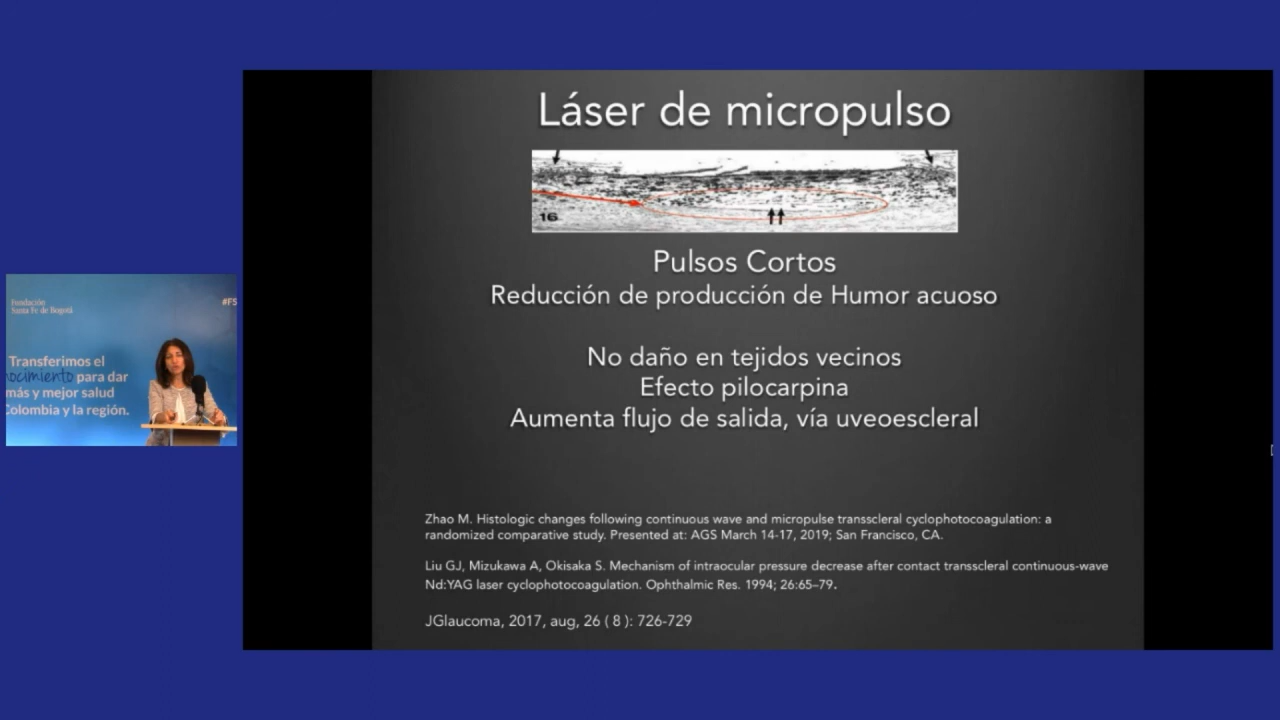 Láser de micropulso
16
Pulsos Cortos
Reducción de producción de Humor acuoso
No daño en tejidos vecinos
Efecto pilocarpina
Aumenta flujo de salida, vía uveoescleral
Zhao M. Histologic changes following continuous wave and micropulse transscleral cyclophotocoagulation: a
randomized comparative study. Presented at: AGS March 14-17, 2019; San Francisco, CA.
Liu GJ, Mizukawa A, Okisaka S. Mechanism of intraocular pressure decrease after contact transscleral continuous-wave
Nd:YAG laser cyclophotocoagulation. Ophthalmic Res. 1994; 26:65–79.
JGlaucoma, 2017, aug, 26 ( 8 ): 726-729
Fundación
Santa Fe de Bogotá
#FS
Transferimos el
nocimiento para dar
más y mejor salud
Colombia y la región.